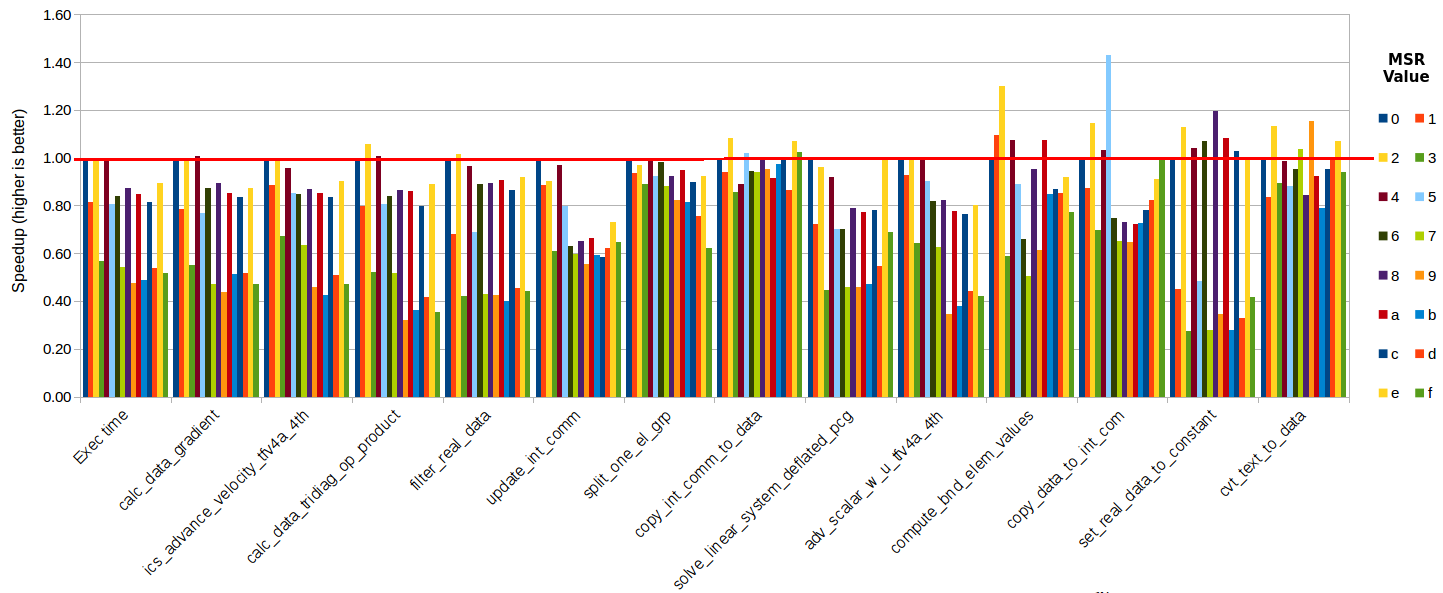 1.60
1.40
1.20
1.00
0.80
0.60
0.40
0.20
0.00
Speedup (higher is better)
Exec time
calc_data_gradient
ics_advance_velocity_tfv4a_4th
calc_data_tridiag_op_product
filter_real_data
update_int_comm
split_one_el_grp
copy_int_comm_to_data
solve_linear_system_deflated_pcg
adv_scalar_w_u_tfv4a_4th
compute_bnd_elem_values
copy_data_to_int_com
set_real_data_to_constant
cvt_text_to_data
MSR
Value
0 1
2 3
4 5
6 7
8 9
a b
c d
e f